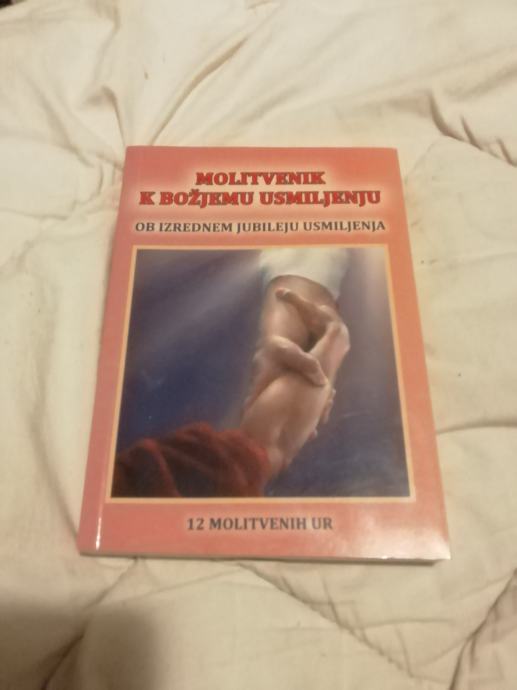 MOLITVENIK
K BOŽJEMU USMILJENJU
OB IZREDNEM JUBILEJU USMILJENJA
12 MOLITVENIH UR